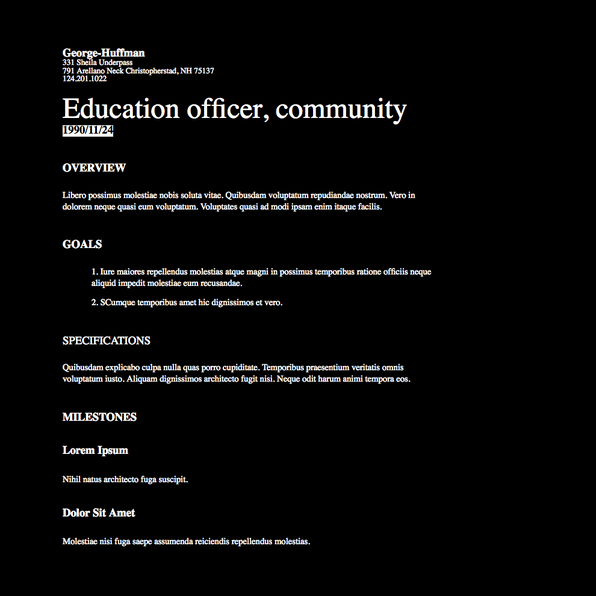 George-Huffman
331 Sheila Underpass
791 Arellano Neck Christopherstad, NH 75137
124.201.1022
Education officer, community
1990/11/24
OVERVIEW
Libero possimus molestiae nobis soluta vitae. Quibusdam voluptatum repudiandae nostrum. Vero in
dolorem neque quasi eum voluptatum. Voluptates quasi ad modi ipsam enim itaque facilis.
GOALS
1. Iure maiores repellendus molestias atque magni in possimus temporibus ratione officiis neque
aliquid impedit molestiae eum recusandae.
2. SCumque temporibus amet hic dignissimos et vero.
SPECIFICATIONS
Quibusdam explicabo culpa nulla quas porro cupiditate. Temporibus praesentium veritatis omnis
voluptatum iusto. Aliquam dignissimos architecto fugit nisi. Neque odit harum animi tempora eos.
MILESTONES
Lorem Ipsum
Nihil natus architecto fuga suscipit.
Dolor Sit Amet
Molestiae nisi fuga saepe assumenda reiciendis repellendus molestias.